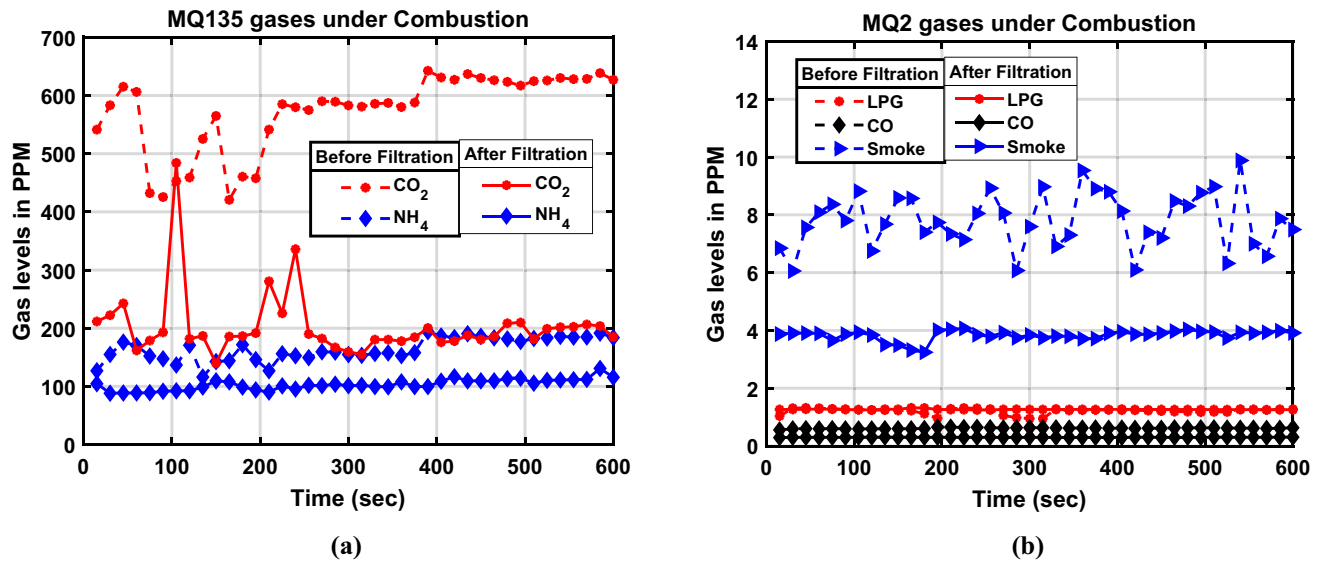 MQ135 gases under Combustion
700
600
500
400
300
200
100
0
Gas levels in PPM
Before Filtration After Filtration
CO2 CO2
NH4 NH4
0 100 200 300 400 500 600
Time (sec)
(a)
MQ2 gases under Combustion
14
12
10
8
6
4
2
0
Gas levels in PPM
Before Filtration After Filtration
LPG LPG
CO CO
Smoke Smoke
0 100 200 300 400 500 600
Time (sec)
(b)